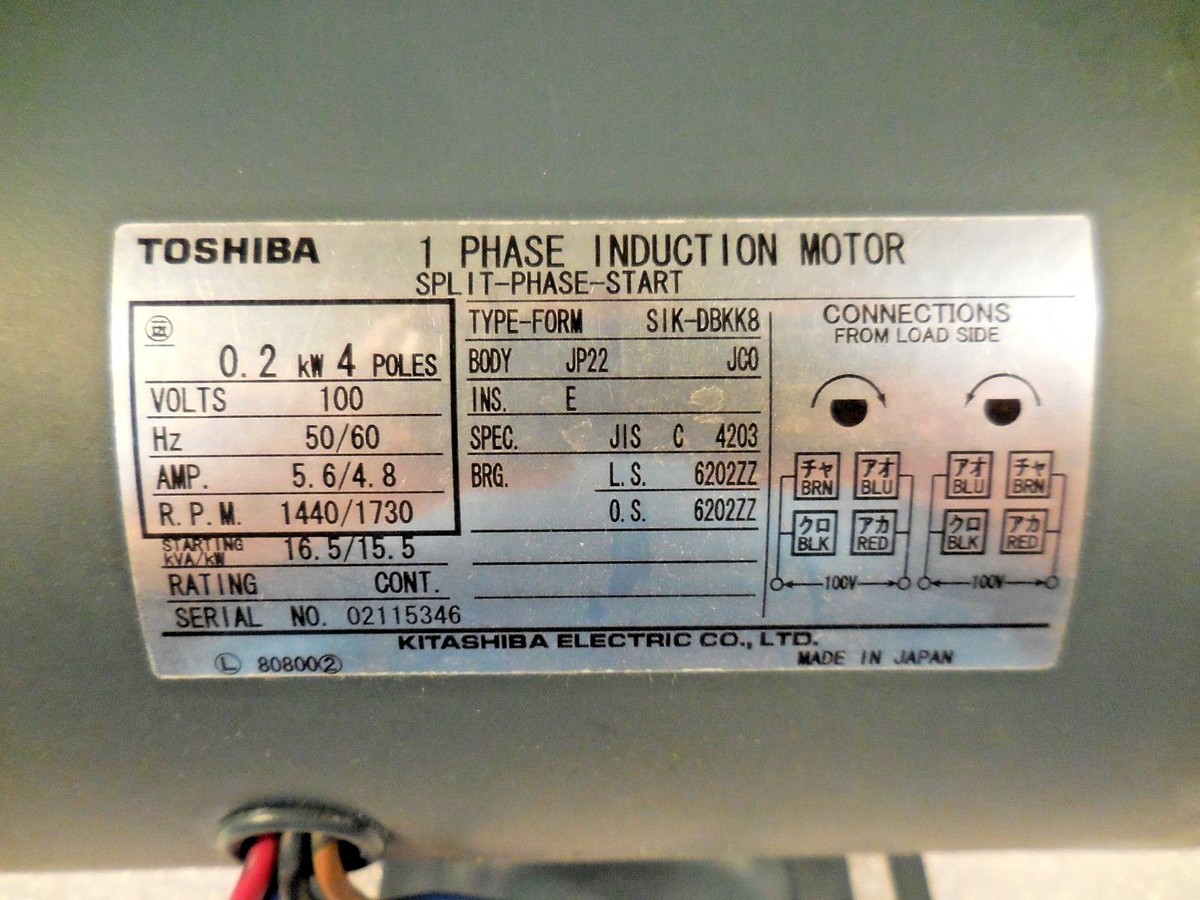 TOSHIBA 1 PHASE INDUCTION MOTOR
SPLIT-PHASE-START
0.2 kW 4 POLES
VOLTS 100
Hz 50/60
AMP. 5.6/4.8
R.P.M. 1440/1730
STARTING kVA/kW 16.5/15.5
RATING CONT.
SERIAL NO. 02115346
TYPE-FORM SIK-DBKK8
BODY JP22 JC0
INS. E
SPEC. JIS C 4203
BRG. L.S. 6202ZZ
O.S. 6202ZZ
CONNECTIONS
FROM LOAD SIDE
チャ アオ アオ チャ
BRN BLU BLU BRN
クロ アカ クロ アカ
BLK RED BLK RED
100V 100V
KITASHIBA ELECTRIC CO., LTD.
Ⓛ 80800② MADE IN JAPAN